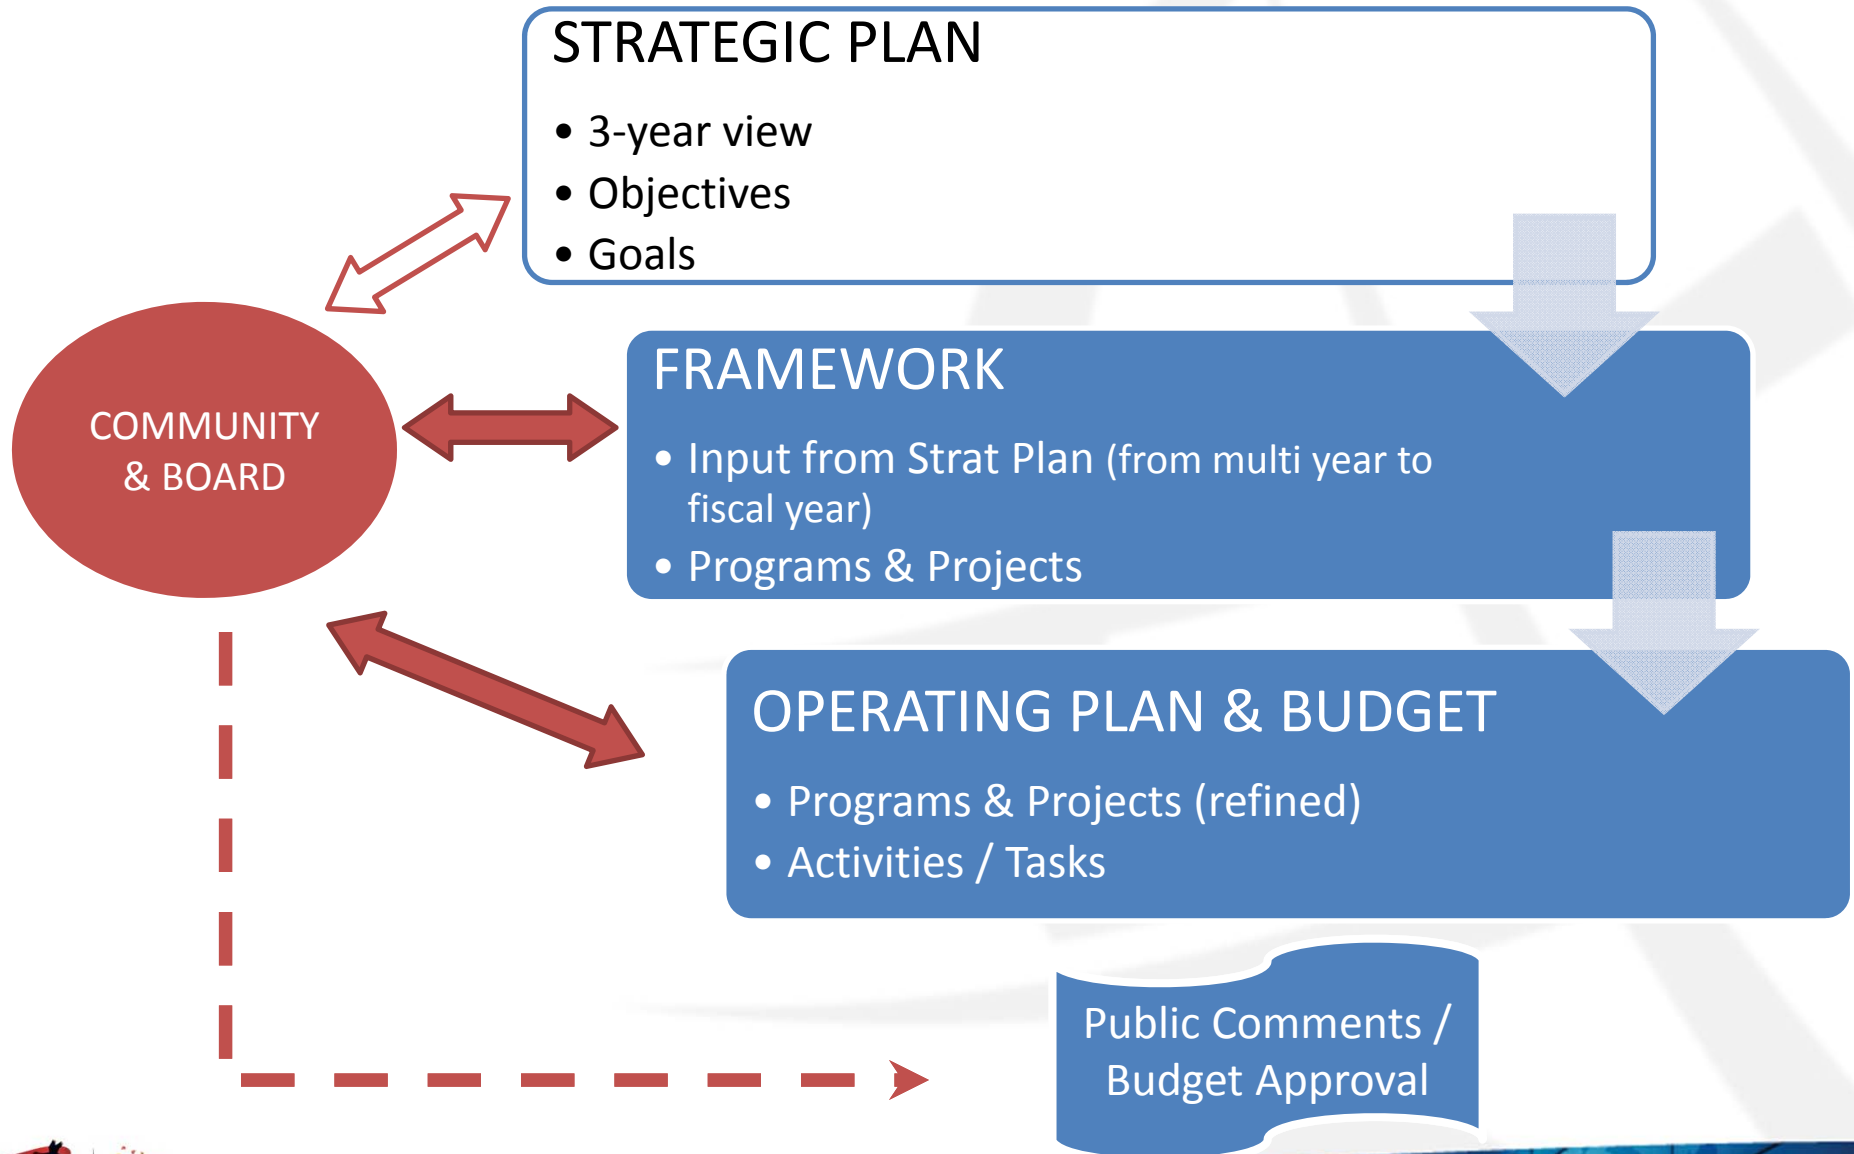 STRATEGIC PLAN
• 3-year view
• Objectives
• Goals
COMMUNITY
& BOARD
FRAMEWORK
• Input from Strat Plan (from multi year to
fiscal year)
• Programs & Projects
OPERATING PLAN & BUDGET
• Programs & Projects (refined)
• Activities / Tasks
Public Comments /
Budget Approval